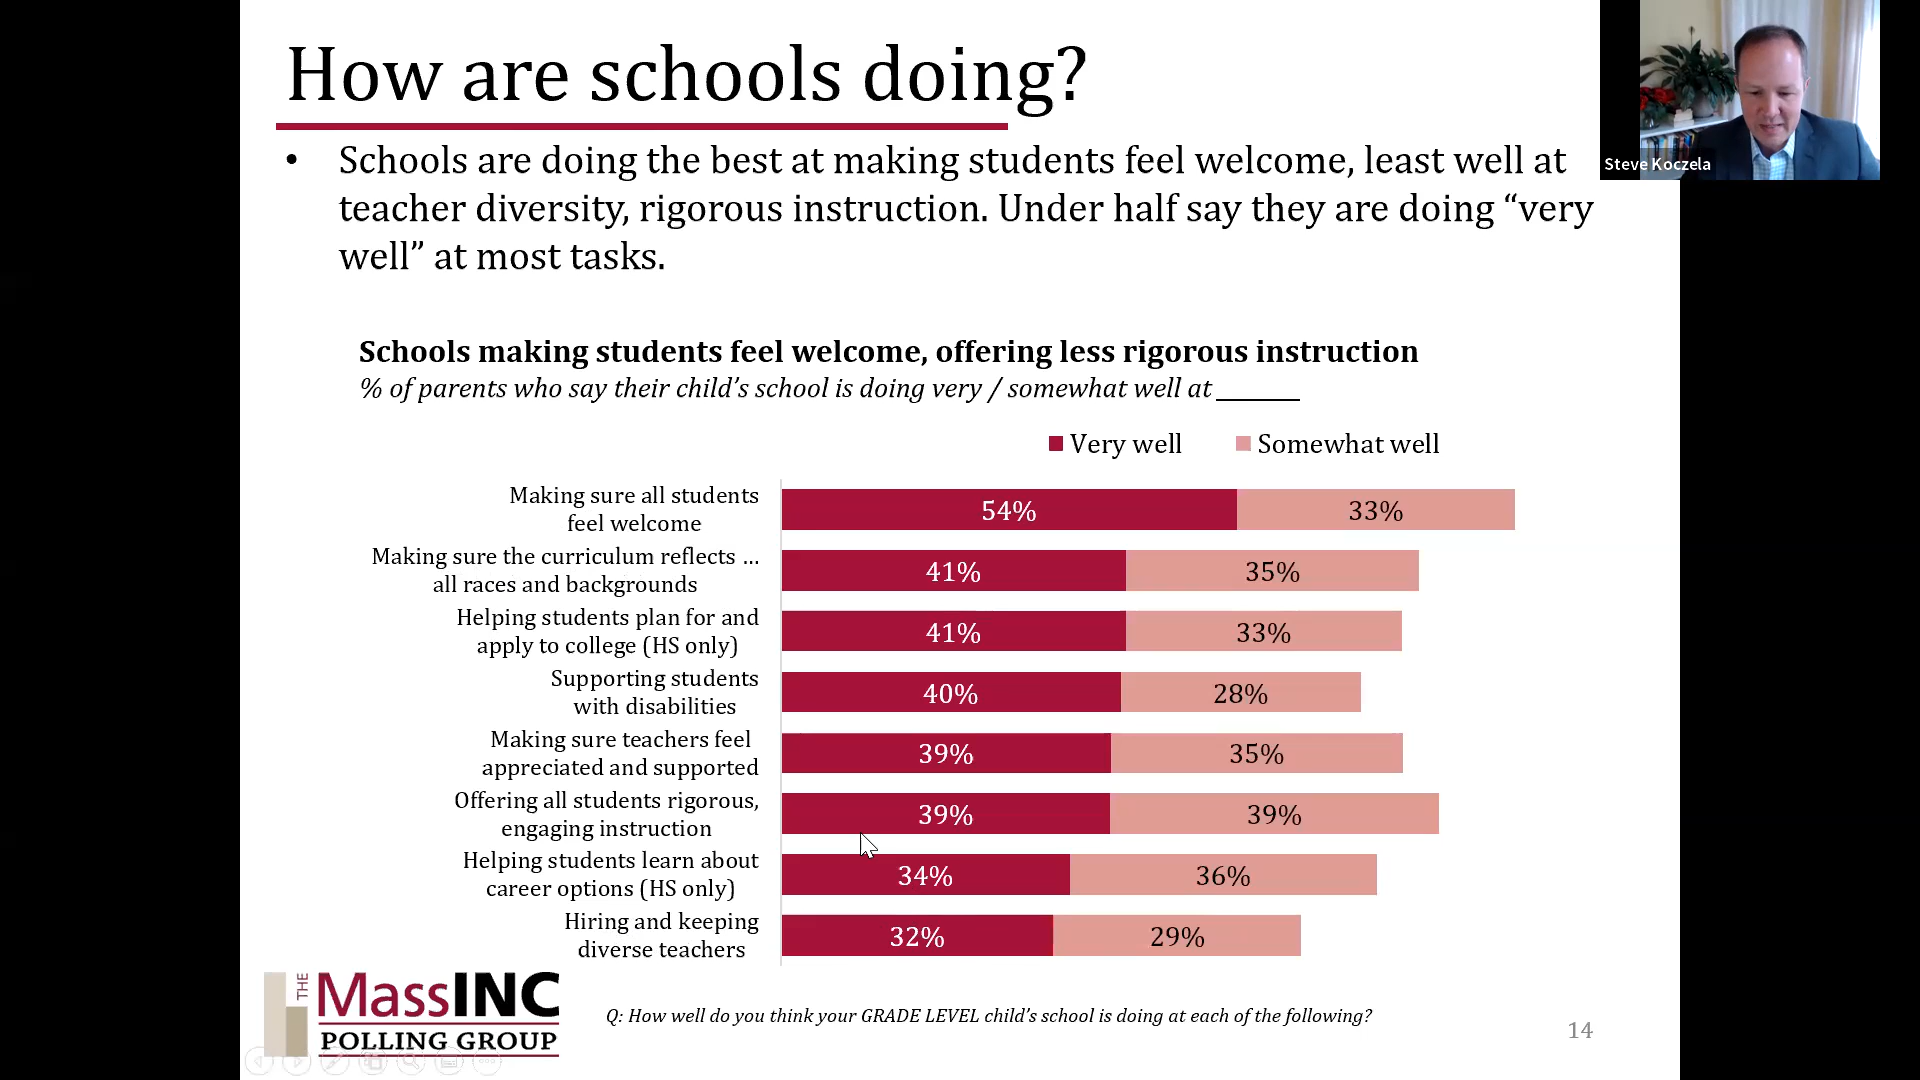 How are schools doing?
• Schools are doing the best at making students feel welcome, least well at
teacher diversity, rigorous instruction. Under half say they are doing “very
well” at most tasks.
Steve Koczela
Schools making students feel welcome, offering less rigorous instruction
% of parents who say their child’s school is doing very / somewhat well at ______
Very well
Somewhat well
Making sure all students
feel welcome
54%
33%
Making sure the curriculum reflects ...
all races and backgrounds
41%
35%
Helping students plan for and
apply to college (HS only)
41%
33%
Supporting students
with disabilities
40%
28%
Making sure teachers feel
appreciated and supported
39%
35%
Offering all students rigorous,
engaging instruction
39%
39%
Helping students learn about
career options (HS only)
34%
36%
Hiring and keeping
diverse teachers
32%
29%
THE
MassINC
POLLING GROUP
Q: How well do you think your GRADE LEVEL child’s school is doing at each of the following?
14